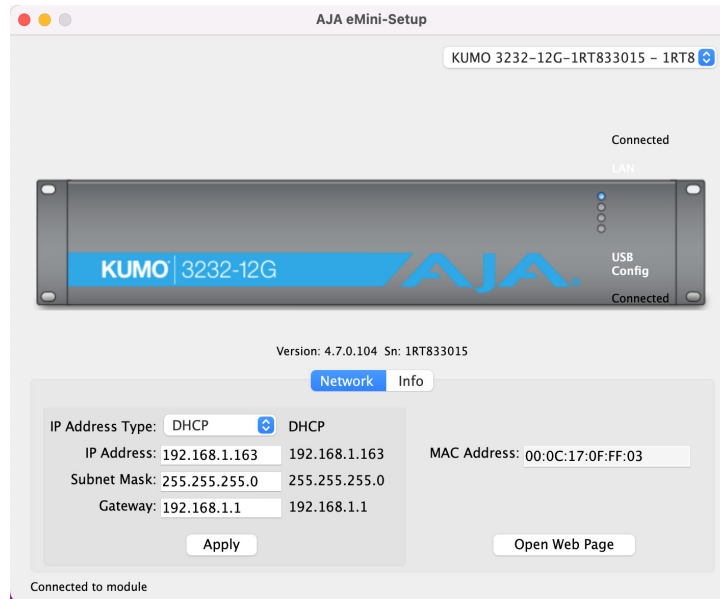 AJA eMini-Setup
KUMO 3232-12G-1RT833015 - 1RT8
Connected
LAN
KUMO 3232-12G
AJA
USB
Config
Connected
Version: 4.7.0.104 Sn: 1RT833015
Network Info
IP Address Type: DHCP DHCP
IP Address: 192.168.1.163 192.168.1.163
MAC Address: 00:0C:17:0F:FF:03
Subnet Mask: 255.255.255.0 255.255.255.0
Gateway: 192.168.1.1 192.168.1.1
Apply
Open Web Page
Connected to module